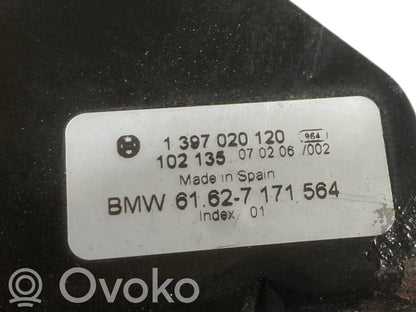 1 397 020 120 964
102 135 07 02 06 /002
Made in Spain
BMW 61.62-7 171 564
Index 01
Ovoko